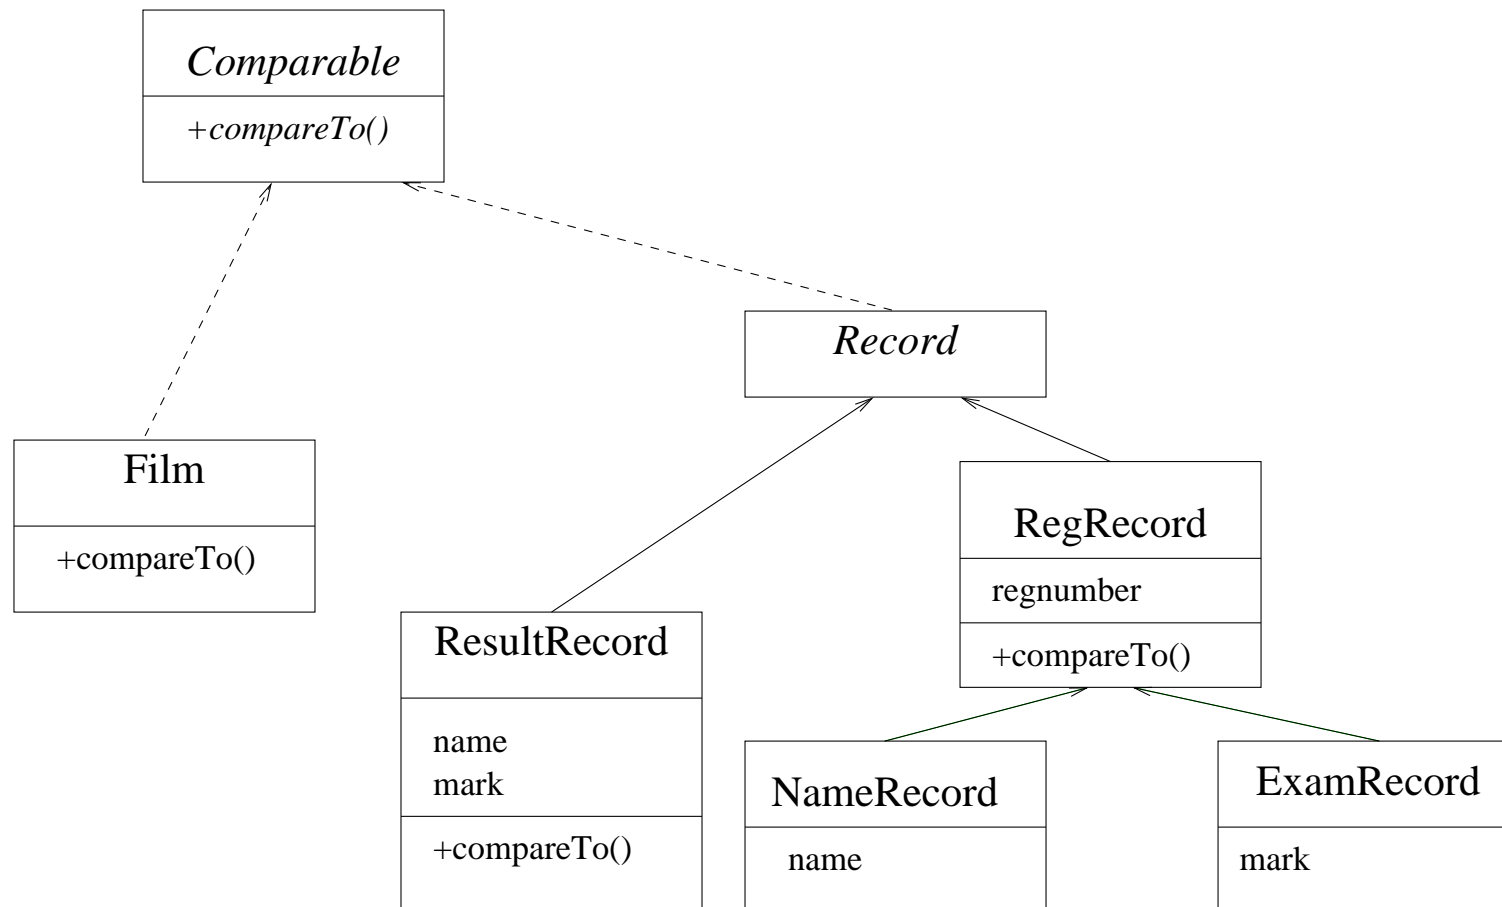 Comparable
+compareTo()
Record
Film
+compareTo()
RegRecord
regnumber
+compareTo()
ResultRecord
name
mark
+compareTo()
NameRecord
name
ExamRecord
mark